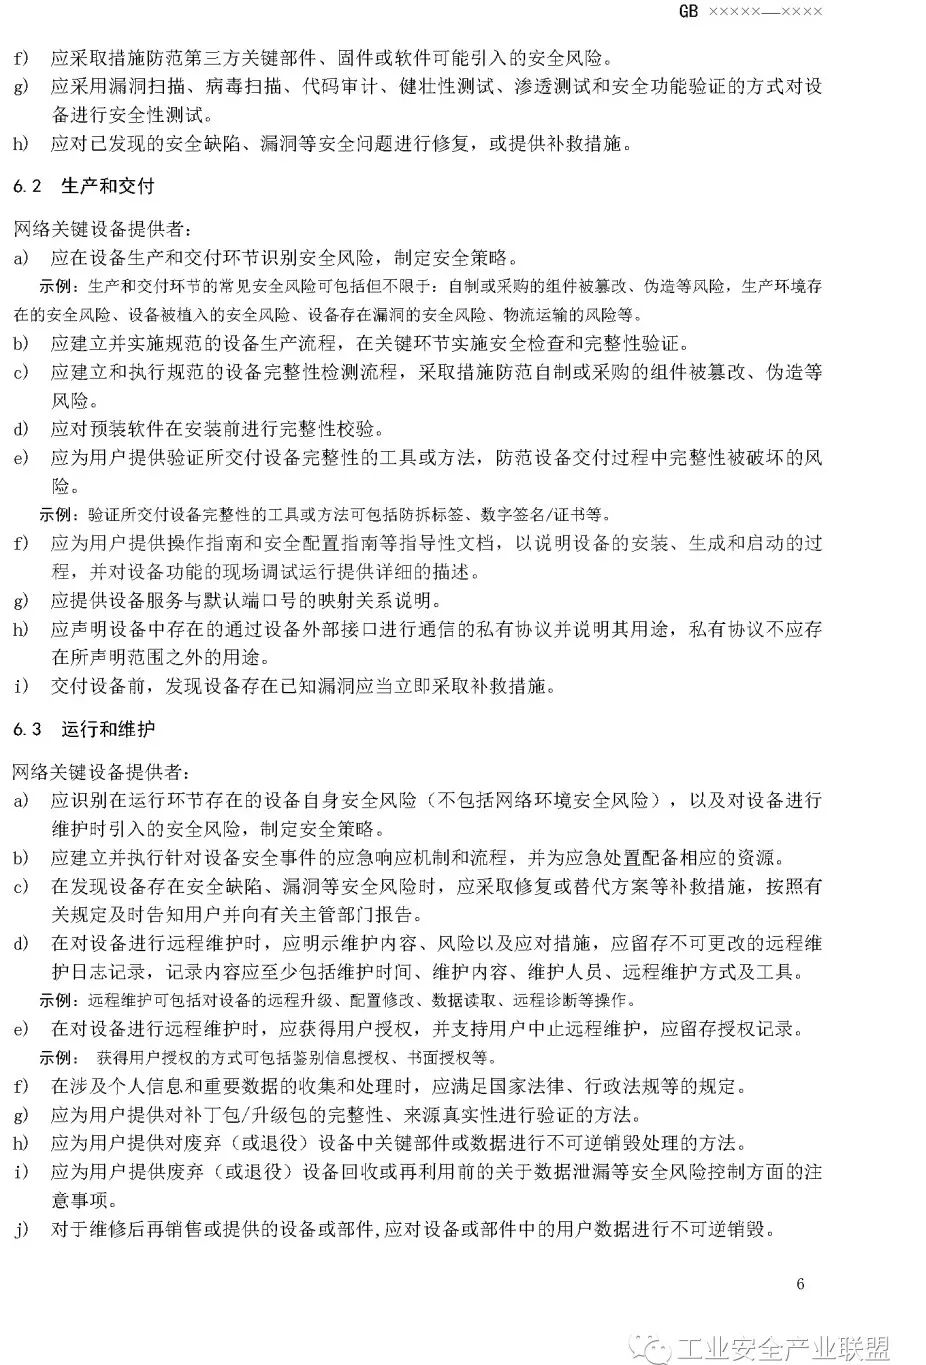 GB ×××××—××××
f) 应采取措施防范第三方关键部件、固件或软件可能引入的安全风险。
g) 应采用漏洞扫描、病毒扫描、代码审计、健壮性测试、渗透测试和安全功能验证的方式对设
备进行安全性测试。
h) 应对已发现的安全缺陷、漏洞等安全问题进行修复，或提供补救措施。
6.2 生产和交付
网络关键设备提供者：
a) 应在设备生产和交付环节识别安全风险，制定安全策略。
示例：生产和交付环节的常见安全风险可包括但不限于：自制或采购的组件被篡改、伪造等风险，生产环境存
在的安全风险、设备被植入的安全风险、设备存在漏洞的安全风险、物流运输的风险等。
b) 应建立并实施规范的设备生产流程，在关键环节实施安全检查和完整性验证。
c) 应建立和执行规范的设备完整性检测流程，采取措施防范自制或采购的组件被篡改、伪造等
风险。
d) 应对预装软件在安装前进行完整性校验。
e) 应为用户提供验证所交付设备完整性的工具或方法，防范设备交付过程中完整性被破坏的风
险。
示例：验证所交付设备完整性的工具或方法可包括防拆标签、数字签名/证书等。
f) 应为用户提供操作指南和安全配置指南等指导性文档，以说明设备的安装、生成和启动的过
程，并对设备功能的现场调试运行提供详细的描述。
g) 应提供设备服务与默认端口号的映射关系说明。
h) 应声明设备中存在的通过设备外部接口进行通信的私有协议并说明其用途，私有协议不应存
在所声明范围之外的用途。
i) 交付设备前，发现设备存在已知漏洞应当立即采取补救措施。
6.3 运行和维护
网络关键设备提供者：
a) 应识别在运行环节存在的设备自身安全风险（不包括网络环境安全风险），以及对设备进行
维护时引入的安全风险，制定安全策略。
b) 应建立并执行针对设备安全事件的应急响应机制和流程，并为应急处置配备相应的资源。
c) 在发现设备存在安全缺陷、漏洞等安全风险时，应采取修复或替代方案等补救措施，按照有
关规定及时告知用户并向有关主管部门报告。
d) 在对设备进行远程维护时，应明示维护内容、风险以及应对措施，应留存不可更改的远程维
护日志记录，记录内容应至少包括维护时间、维护内容、维护人员、远程维护方式及工具。
示例：远程维护可包括对设备的远程升级、配置修改、数据读取、远程诊断等操作。
e) 在对设备进行远程维护时，应获得用户授权，并支持用户中止远程维护，应留存授权记录。
示例： 获得用户授权的方式可包括鉴别信息授权、书面授权等。
f) 在涉及个人信息和重要数据的收集和处理时，应满足国家法律、行政法规等的规定。
g) 应为用户提供对补丁包/升级包的完整性、来源真实性进行验证的方法。
h) 应为用户提供对废弃（或退役）设备中关键部件或数据进行不可逆销毁处理的方法。
i) 应为用户提供废弃（或退役）设备回收或再利用前的关于数据泄漏等安全风险控制方面的注
意事项。
j) 对于维修后再销售或提供的设备或部件,应对设备或部件中的用户数据进行不可逆销毁。
6
工业安全产业联盟